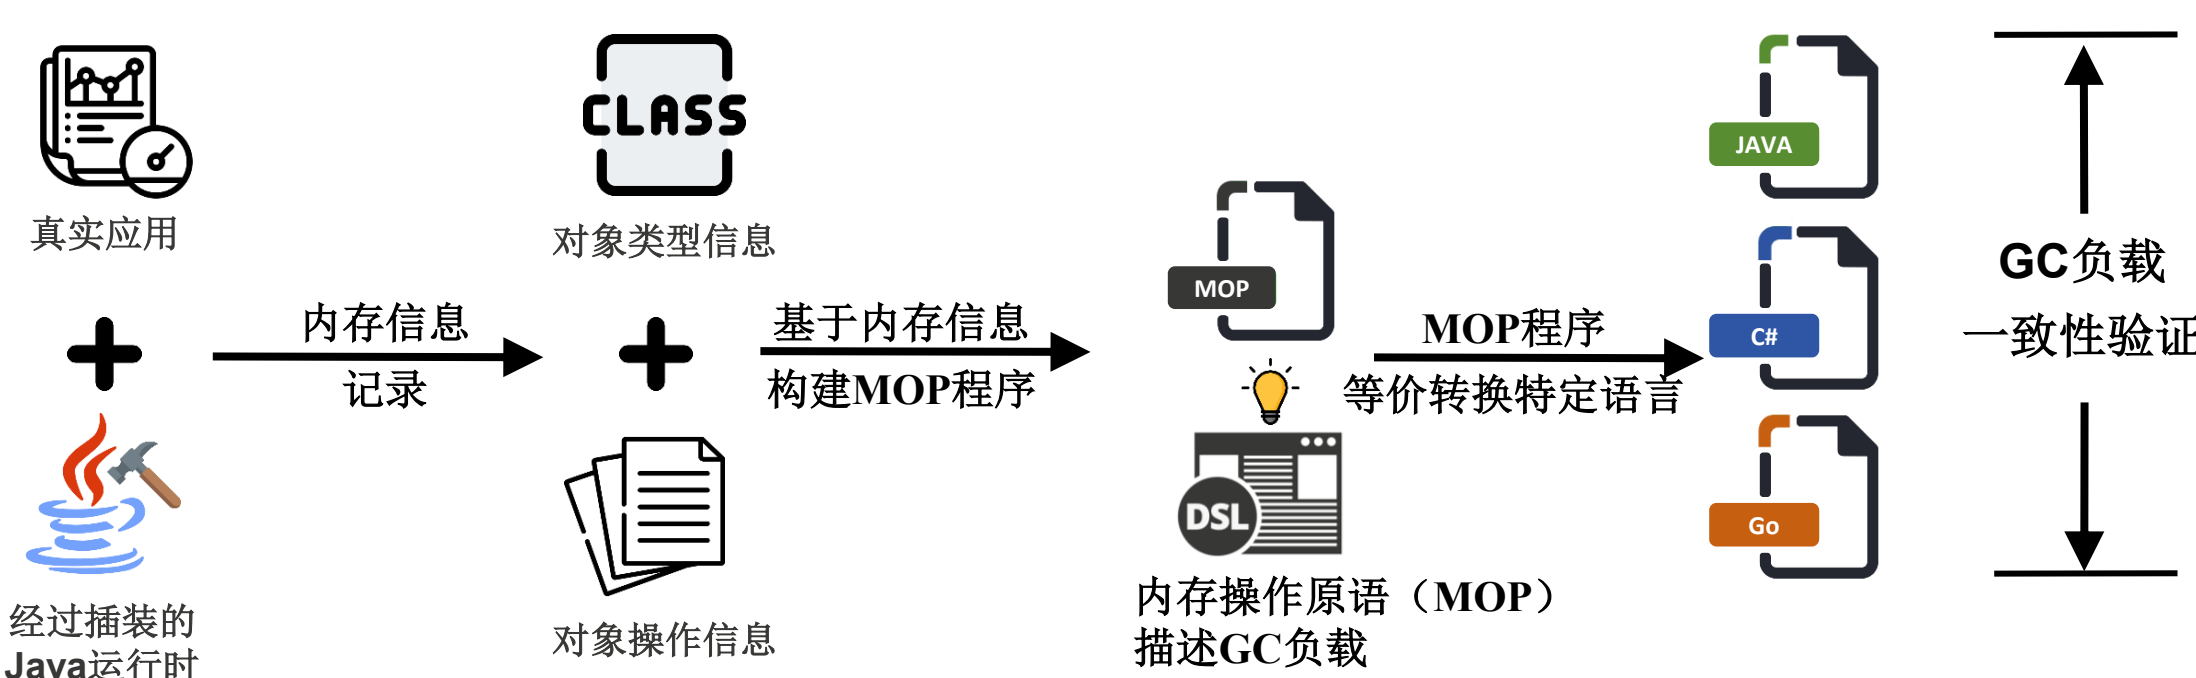 真实应用
经过插装的
Java运行时
内存信息
记录
CLASS
对象类型信息
对象操作信息
基于内存信息
构建MOP程序
MOP
DSL
内存操作原语（MOP）
描述GC负载
MOP程序
等价转换特定语言
JAVA
C#
Go
GC负载
一致性验证